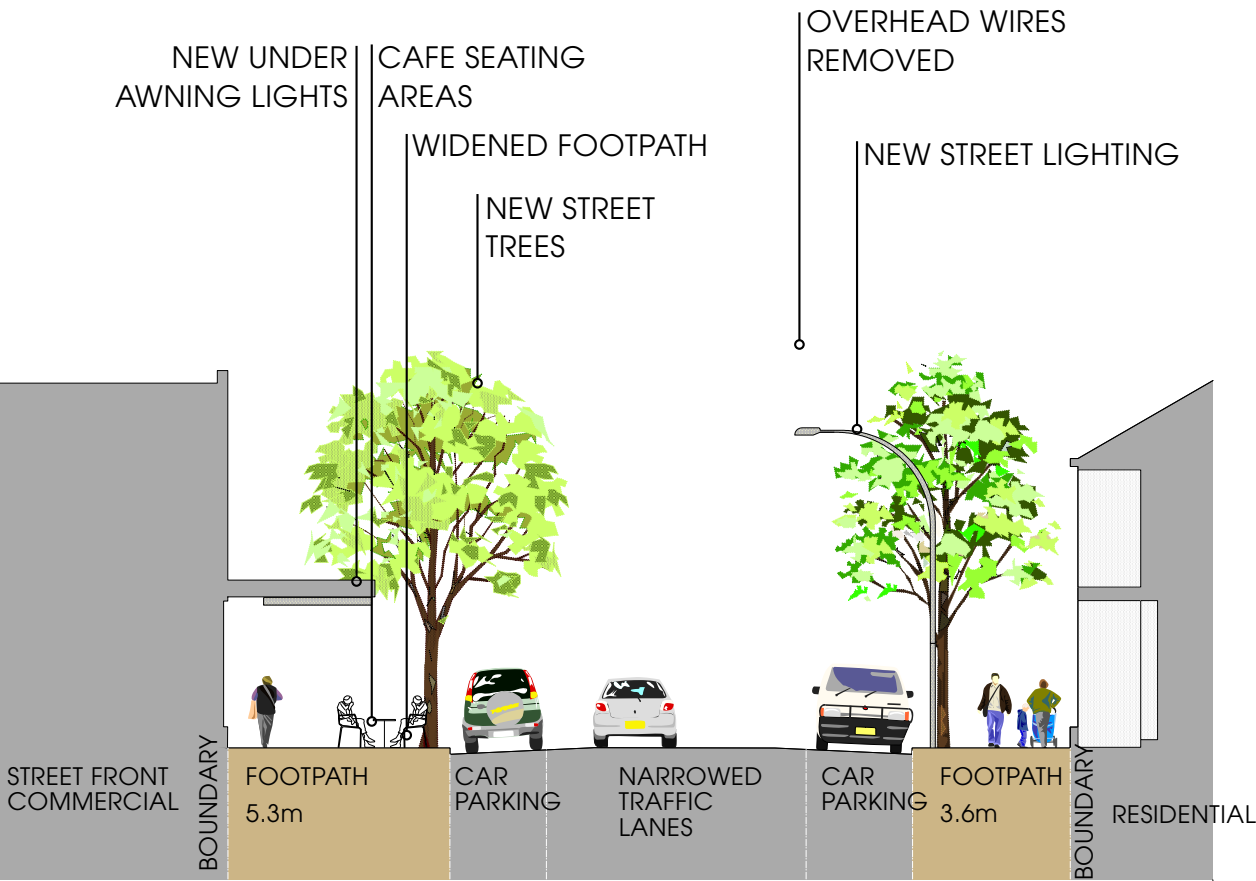 OVERHEAD WIRES
REMOVED
NEW UNDER
AWNING LIGHTS
CAFE SEATING
AREAS
WIDENED FOOTPATH
NEW STREET LIGHTING
NEW STREET
TREES
STREET FRONT
COMMERCIAL
BOUNDARY
FOOTPATH
5.3m
CAR
PARKING
NARROWED
TRAFFIC
LANES
CAR
PARKING
FOOTPATH
3.6m
BOUNDARY
RESIDENTIAL